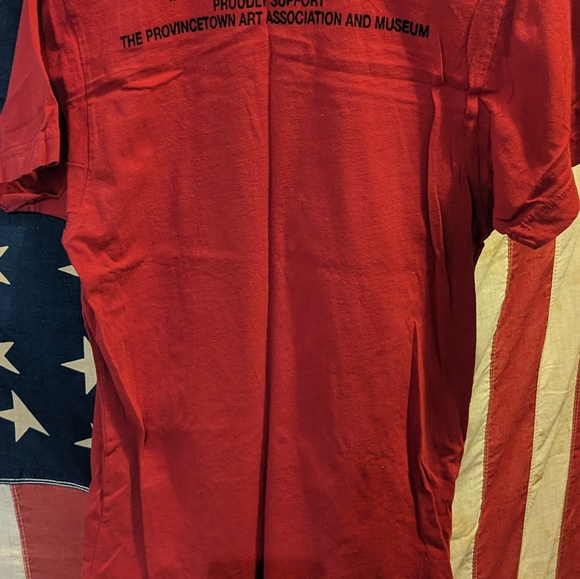 PROUDLY SUPPORT
THE PROVINCETOWN ART ASSOCIATION AND MUSEUM